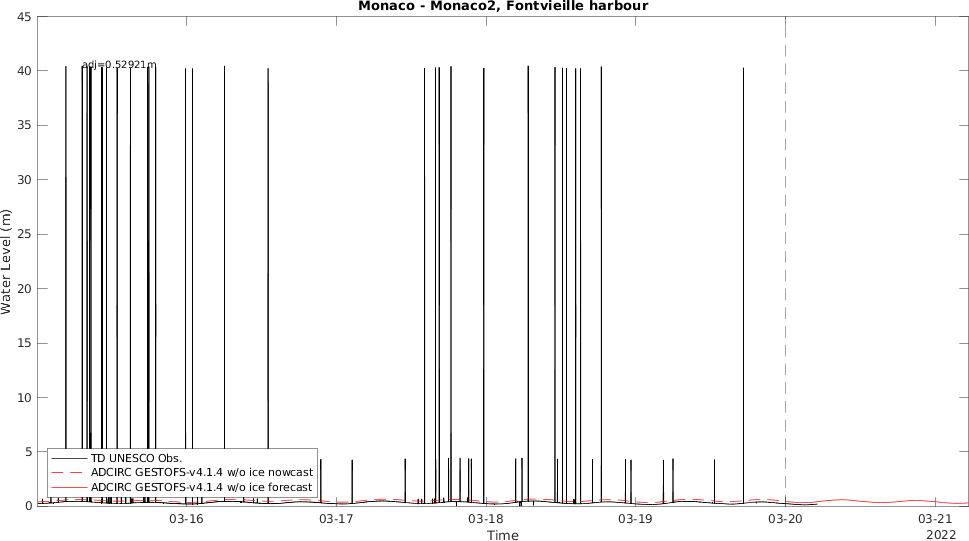 Monaco - Monaco2, Fontvieille harbour
45
40
35
30
25
20
15
10
5
0
Water Level (m)
adj=0.52921m
TD UNESCO Obs.
ADCIRC GESTOFS-v4.1.4 w/o ice nowcast
ADCIRC GESTOFS-v4.1.4 w/o ice forecast
03-16
03-17
03-18
03-19
03-20
03-21
Time
2022